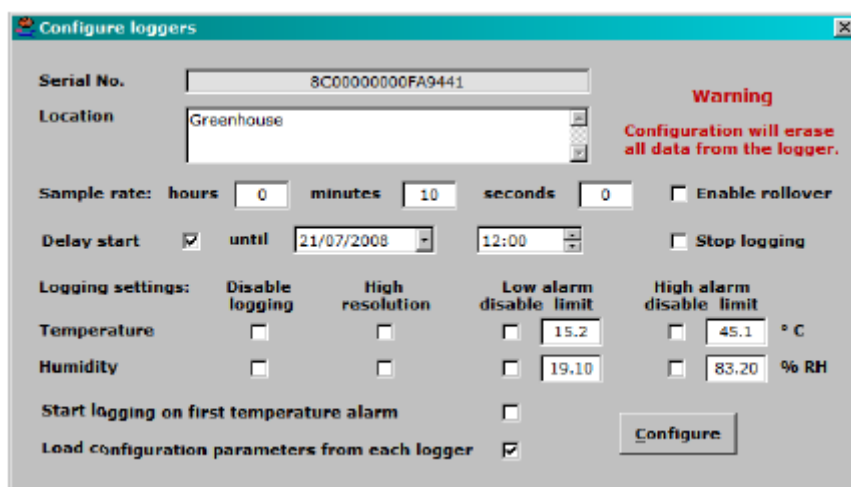 Configure loggers
Serial No. 8C00000000FA9441
Warning
Location Greenhouse
Configuration will erase
all data from the logger.
Sample rate: hours 0 minutes 10 seconds 0 Enable rollover
Delay start until 21/07/2008 12:00 Stop logging
Logging settings: Disable High Low alarm High alarm
logging resolution disable limit disable limit
Temperature 15.2 45.1 ° C
Humidity 19.10 83.20 % RH
Start logging on first temperature alarm
Configure
Load configuration parameters from each logger